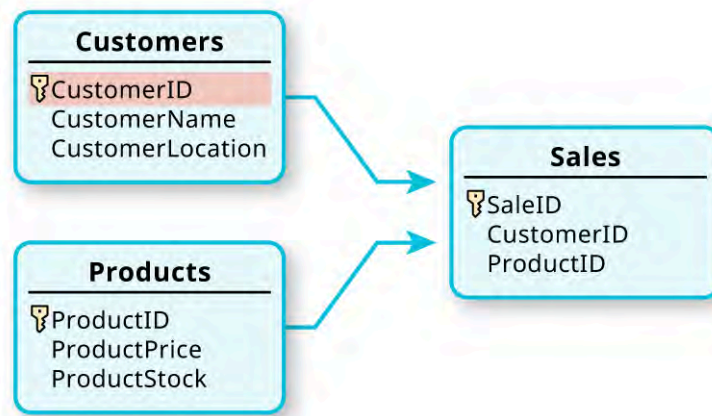 Customers
CustomerID
CustomerName
CustomerLocation
Products
ProductID
ProductPrice
ProductStock
Sales
SaleID
CustomerID
ProductID